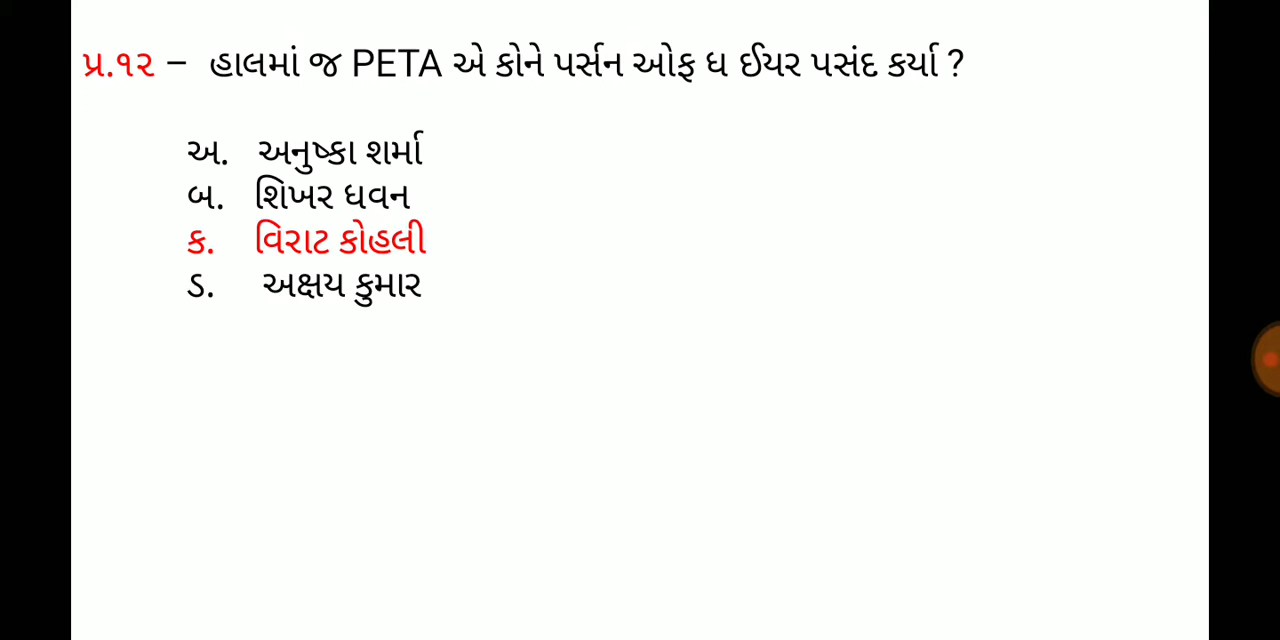 પ્ર.૧૨ – હાલમાં જ PETA એ કોને પર્સન ઓફ ધ ઈયર પસંદ કર્યા ?
અ. અનુષ્કા શર્મા
બ. શિખર ધવન
ક. વિરાટ કોહલી
ડ. અક્ષય કુમાર